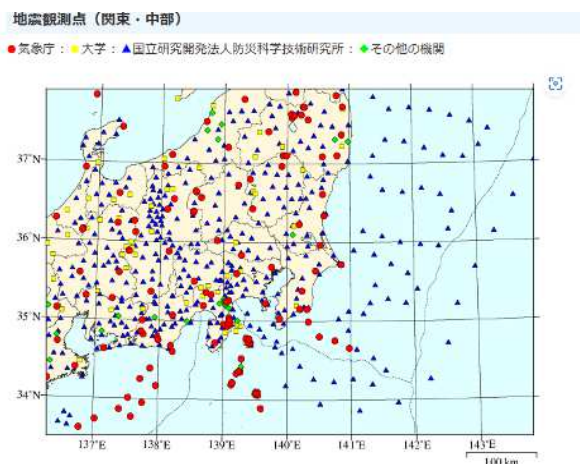 地震観測点（関東・中部）
●気象庁：■大学：▲国立研究開発法人防災科学技術研究所：◆その他の機関
37°N
36°N
35°N
34°N
137°E 138°E 139°E 140°E 141°E 142°E 143°E
100 km